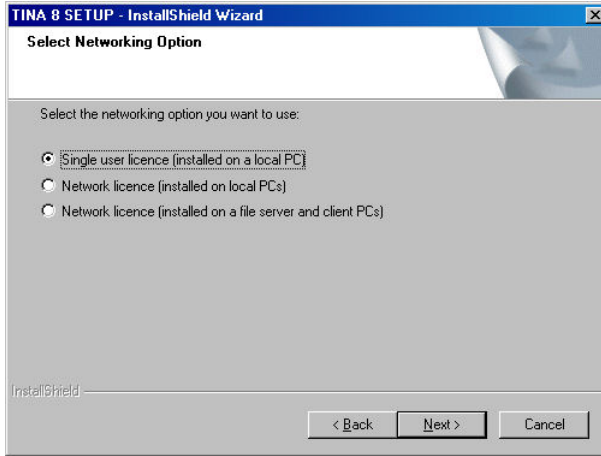 TINA 8 SETUP - InstallShield Wizard
Select Networking Option
Select the networking option you want to use:
Single user licence (installed on a local PC)
Network licence (installed on local PCs)
Network licence (installed on a file server and client PCs)
InstallShield
< Back Next > Cancel